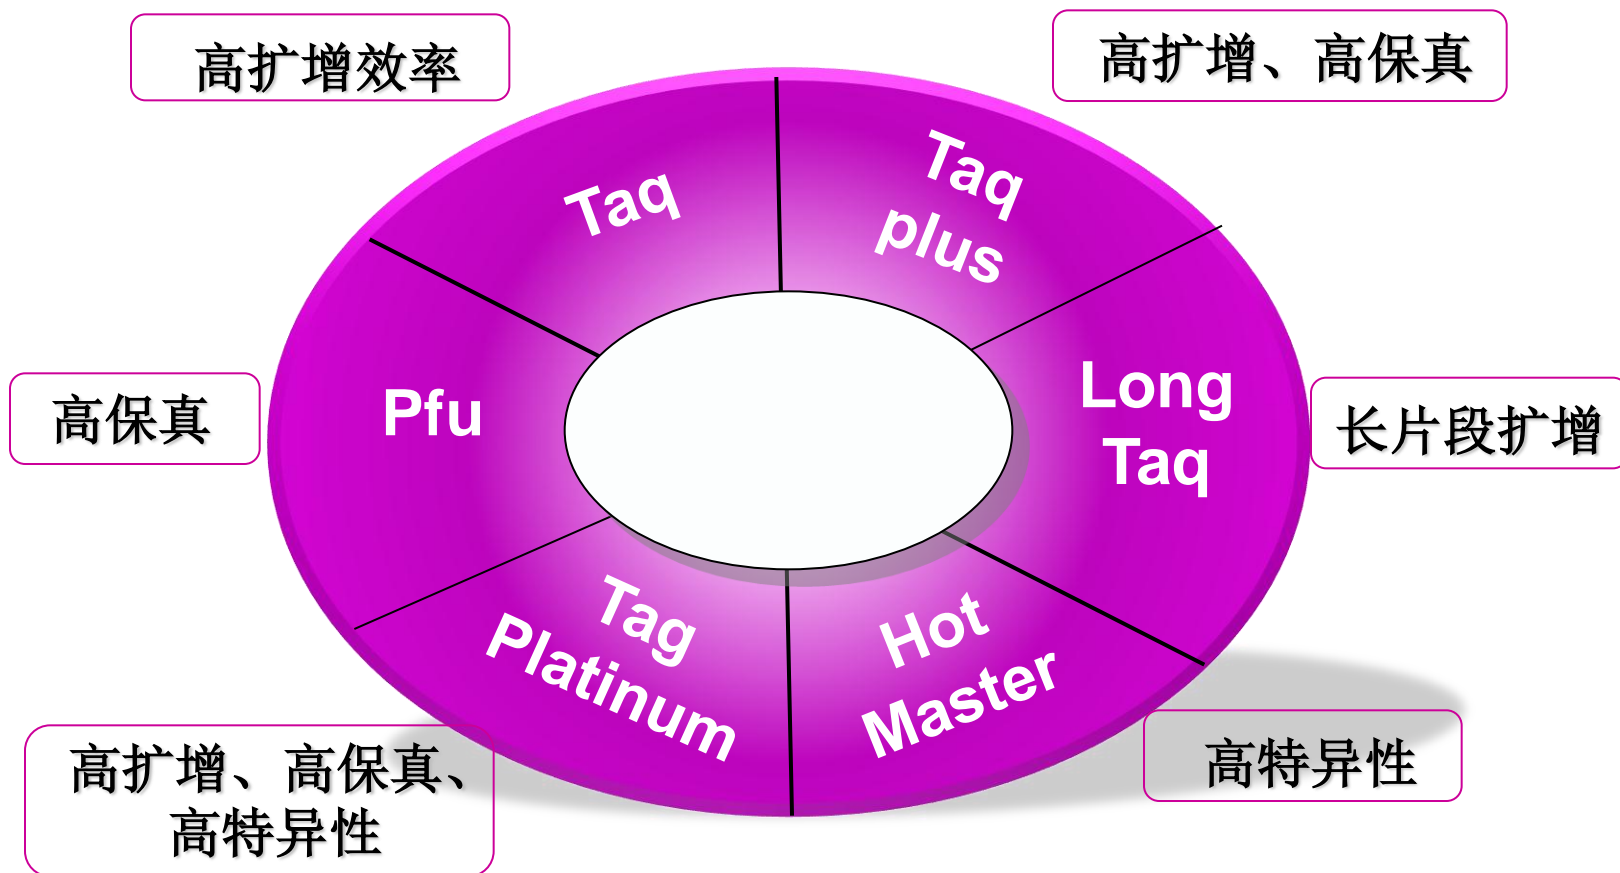 高扩增效率
高扩增、高保真
Taq
Taq
plus
高保真
Pfu
Long
Taq
长片段扩增
Tag
Platinum
Hot
Master
高扩增、高保真、
高特异性
高特异性